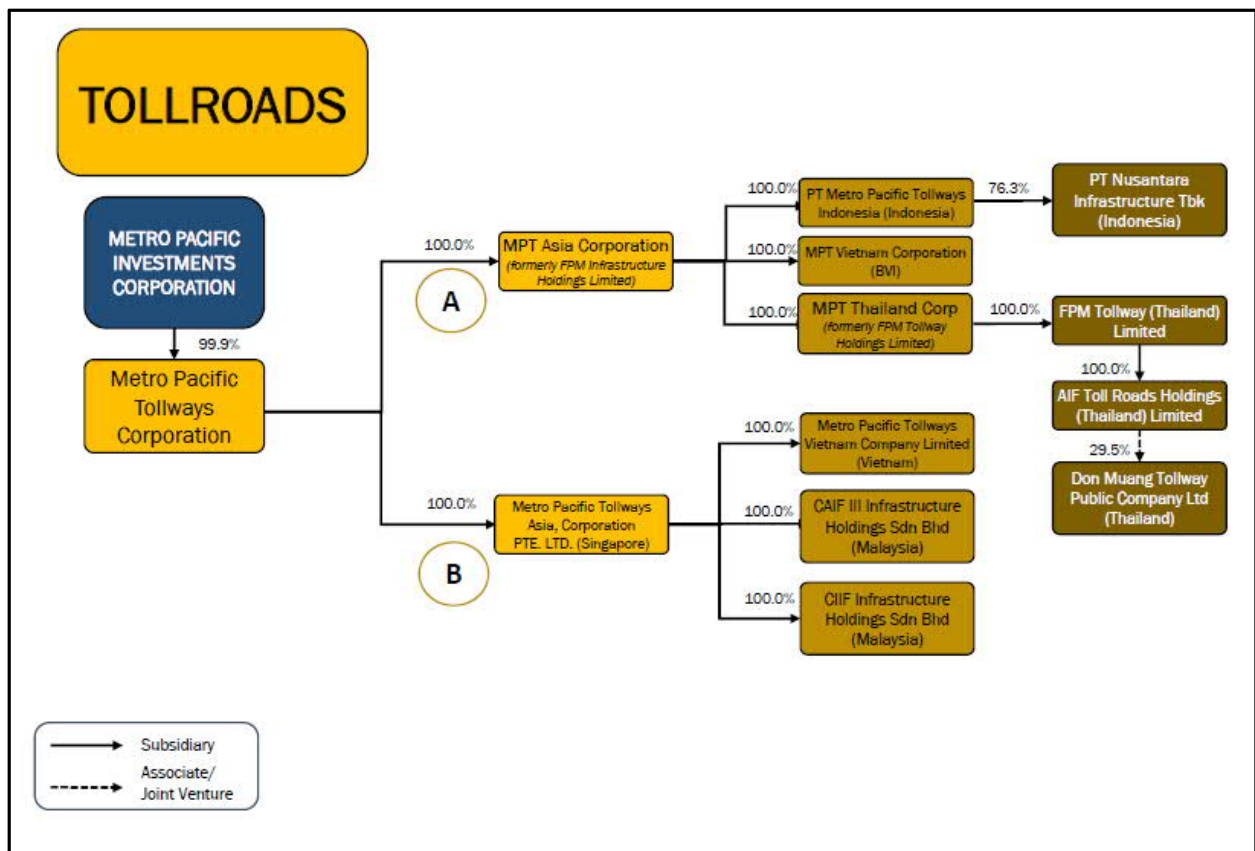 TOLLROADS
METRO PACIFIC
INVESTMENTS
CORPORATION
99.9%
Metro Pacific
Tollways
Corporation
100.0%
A
MPT Asia Corporation
(formerly FPM Infrastructure
Holdings Limited)
100.0%
PT Metro Pacific Tollways
Indonesia (Indonesia)
76.3%
PT Nusantara
Infrastructure Tbk
(Indonesia)
100.0%
MPT Vietnam Corporation
(BVI)
100.0%
MPT Thailand Corp
(formerly FPM Tollway
Holdings Limited)
100.0%
FPM Tollway (Thailand)
Limited
100.0%
AIF Toll Roads Holdings
(Thailand) Limited
29.5%
Don Muang Tollway
Public Company Ltd
(Thailand)
100.0%
B
Metro Pacific Tollways
Asia, Corporation
PTE. LTD. (Singapore)
100.0%
Metro Pacific Tollways
Vietnam Company Limited
(Vietnam)
100.0%
CAIF III Infrastructure
Holdings Sdn Bhd
(Malaysia)
100.0%
CIIF Infrastructure
Holdings Sdn Bhd
(Malaysia)
Subsidiary
Associate/
Joint Venture